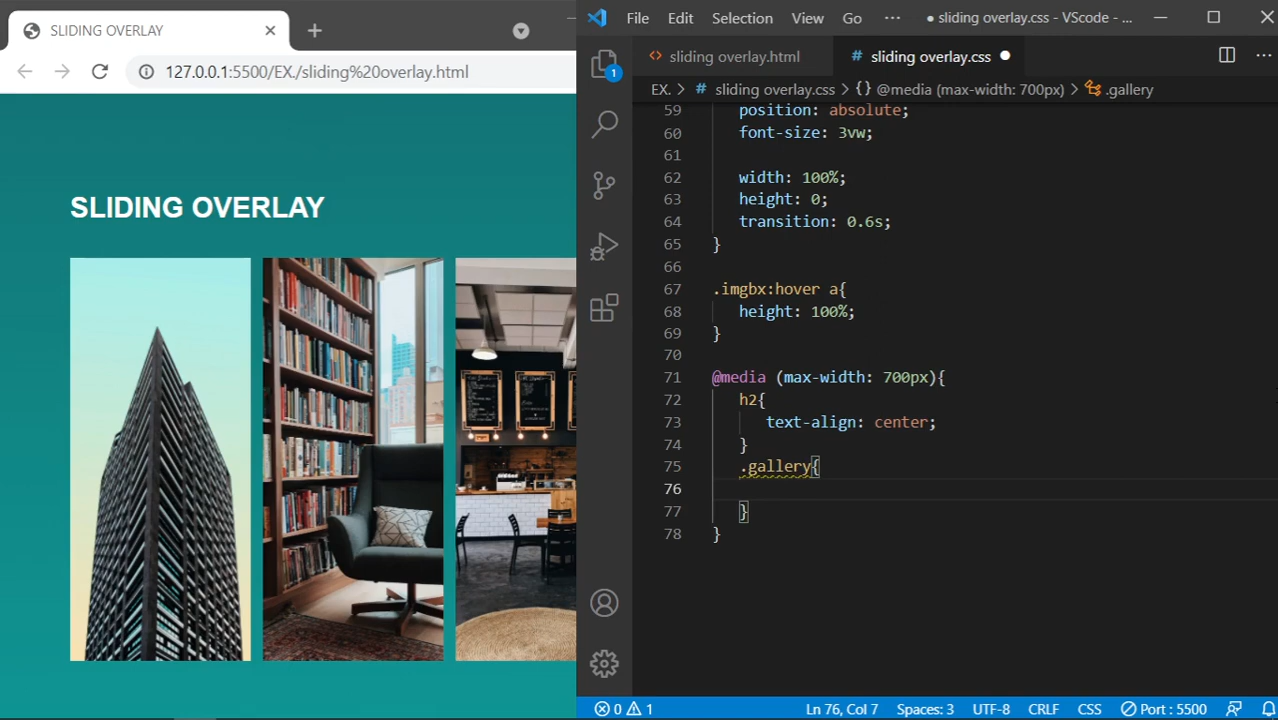 SLIDING OVERLAY
127.0.0.1:5500/EX./sliding%20overlay.html
SLIDING OVERLAY
File Edit Selection View Go ··· ● sliding overlay.css - VScode - ...
1
<> sliding overlay.html # sliding overlay.css ●
EX. > # sliding overlay.css > {} @media (max-width: 700px) > .gallery
59 position: absolute;
60 font-size: 3vw;
61
62 width: 100%;
63 height: 0;
64 transition: 0.6s;
65 }
66
67 .imgbx:hover a{
68 height: 100%;
69 }
70
71 @media (max-width: 700px){
72 h2{
73 text-align: center;
74 }
75 .gallery{
76
77 }
78 }
0 1 Ln 76, Col 7 Spaces: 3 UTF-8 CRLF CSS Port : 5500